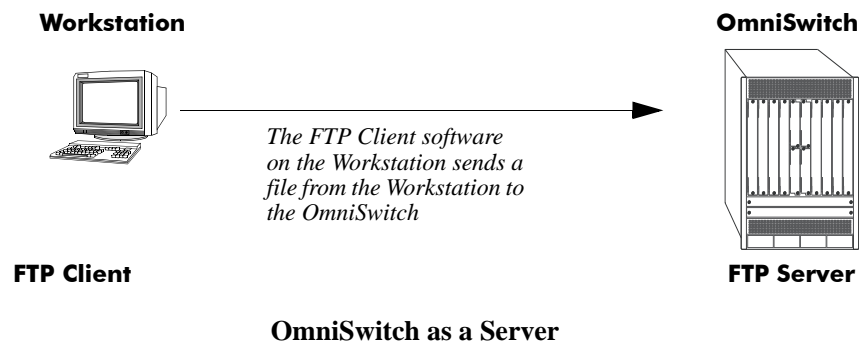 Workstation
OmniSwitch
The FTP Client software
on the Workstation sends a
file from the Workstation to
the OmniSwitch
FTP Client
FTP Server
OmniSwitch as a Server